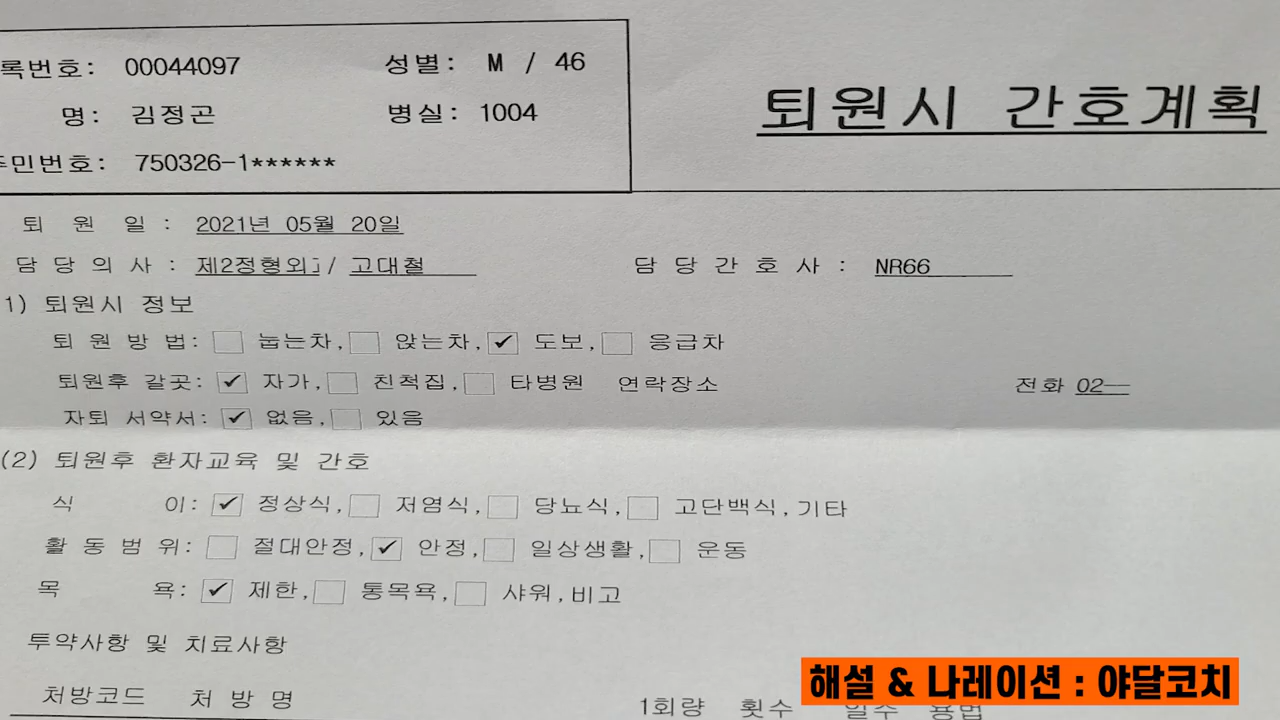 록번호: 00044097 성별: M / 46
명: 김정곤 병실: 1004
주민번호: 750326-1******
퇴원시 간호계획
퇴 원 일 : 2021년 05월 20일
담 당 의 사 : 제2정형외 / 고대철 담 당 간 호 사 : NR66
1) 퇴원시 정보
퇴 원 방 법: 눕는차, 앉는차, ✔ 도보, 응급차
퇴원후 갈곳: ✔ 자가, 친척집, 타병원 연락장소 전화 02-
자퇴 서약서: ✔ 없음, 있음
(2) 퇴원후 환자교육 및 간호
식 이: ✔ 정상식, 저염식, 당뇨식, 고단백식, 기타
활 동 범 위: 절대안정, ✔ 안정, 일상생활, 운동
목 욕: ✔ 제한, 통목욕, 샤워, 비고
투약사항 및 치료사항
처방코드 처 방 명 1회량 횟수 일수 용법
해설 & 나레이션 : 야달코치